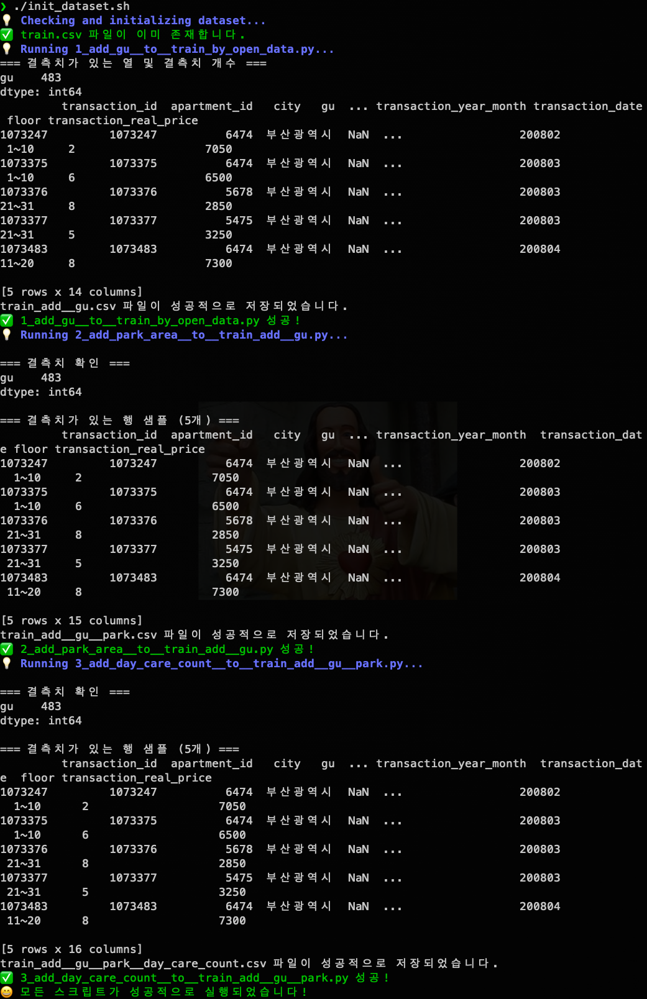 ❯ ./init_dataset.sh
💡 Checking and initializing dataset...
✅ train.csv 파일이 이미 존재합니다.
💡 Running 1_add_gu__to__train_by_open_data.py...
=== 결측치가 있는 열 및 결측치 개수 ===
gu    483
dtype: int64
         transaction_id  apartment_id   city   gu  ... transaction_year_month transaction_date
 floor transaction_real_price
1073247         1073247          6474  부산광역시  NaN  ...                 200802
 1~10     2                   7050
1073375         1073375          6474  부산광역시  NaN  ...                 200803
 1~10     6                   6500
1073376         1073376          5678  부산광역시  NaN  ...                 200803
21~31     8                   2850
1073377         1073377          5475  부산광역시  NaN  ...                 200803
21~31     5                   3250
1073483         1073483          6474  부산광역시  NaN  ...                 200804
11~20     8                   7300

[5 rows x 14 columns]
train_add__gu.csv 파일이 성공적으로 저장되었습니다.
✅ 1_add_gu__to__train_by_open_data.py 성공!
💡 Running 2_add_park_area__to__train_add__gu.py...

=== 결측치 확인 ===
gu    483
dtype: int64

=== 결측치가 있는 행 샘플 (5개) ===
         transaction_id  apartment_id   city   gu  ... transaction_year_month  transaction_dat
e floor transaction_real_price
1073247         1073247          6474  부산광역시  NaN  ...                 200802
  1~10     2                   7050
1073375         1073375          6474  부산광역시  NaN  ...                 200803
  1~10     6                   6500
1073376         1073376          5678  부산광역시  NaN  ...                 200803
 21~31     8                   2850
1073377         1073377          5475  부산광역시  NaN  ...                 200803
 21~31     5                   3250
1073483         1073483          6474  부산광역시  NaN  ...                 200804
 11~20     8                   7300

[5 rows x 15 columns]
train_add__gu__park.csv 파일이 성공적으로 저장되었습니다.
✅ 2_add_park_area__to__train_add__gu.py 성공!
💡 Running 3_add_day_care_count__to__train_add__gu__park.py...

=== 결측치 확인 ===
gu    483
dtype: int64

=== 결측치가 있는 행 샘플 (5개) ===
         transaction_id  apartment_id   city   gu  ... transaction_year_month  transaction_dat
e  floor transaction_real_price
1073247         1073247          6474  부산광역시  NaN  ...                 200802
  1~10      2                   7050
1073375         1073375          6474  부산광역시  NaN  ...                 200803
  1~10      6                   6500
1073376         1073376          5678  부산광역시  NaN  ...                 200803
 21~31      8                   2850
1073377         1073377          5475  부산광역시  NaN  ...                 200803
 21~31      5                   3250
1073483         1073483          6474  부산광역시  NaN  ...                 200804
 11~20      8                   7300

[5 rows x 16 columns]
train_add__gu__park__day_care_count.csv 파일이 성공적으로 저장되었습니다.
✅ 3_add_day_care_count__to__train_add__gu__park.py 성공!
😄 모든 스크립트가 성공적으로 실행되었습니다!